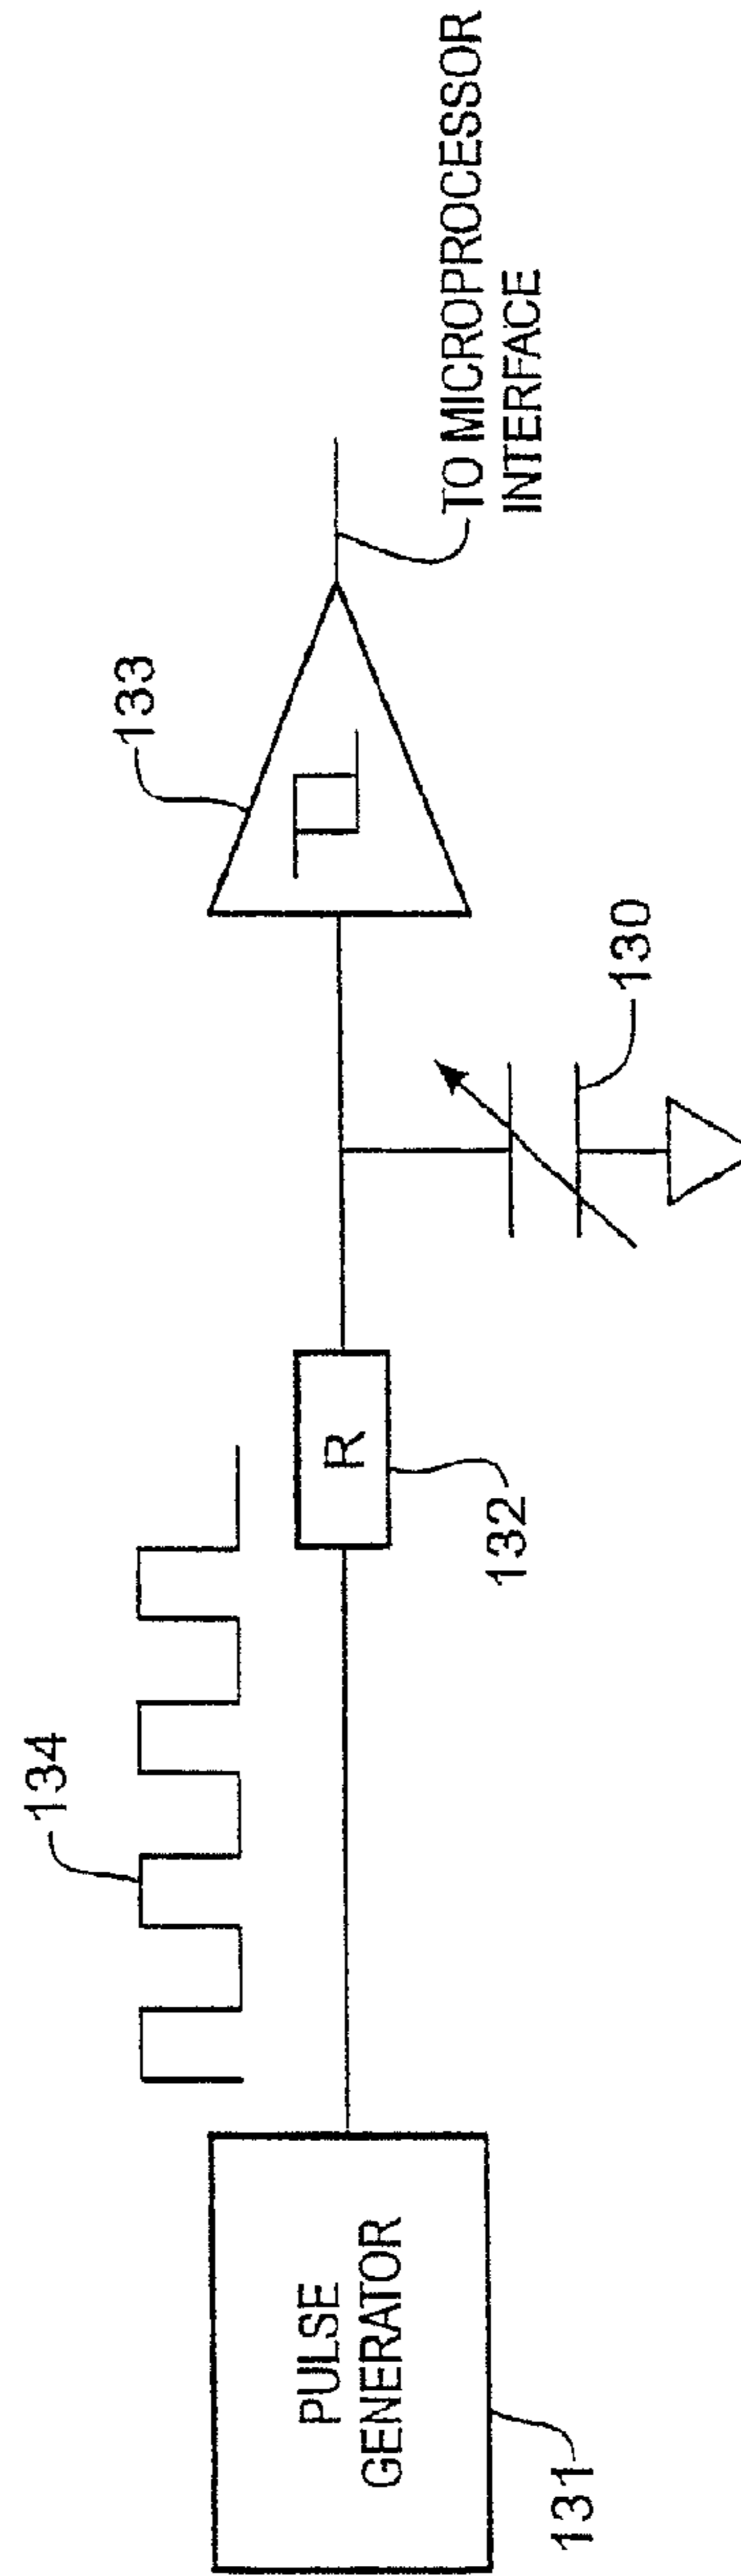 134
133
PULSE
GENERATOR
R
TO MICROPROCESSOR
INTERFACE
131
132
130